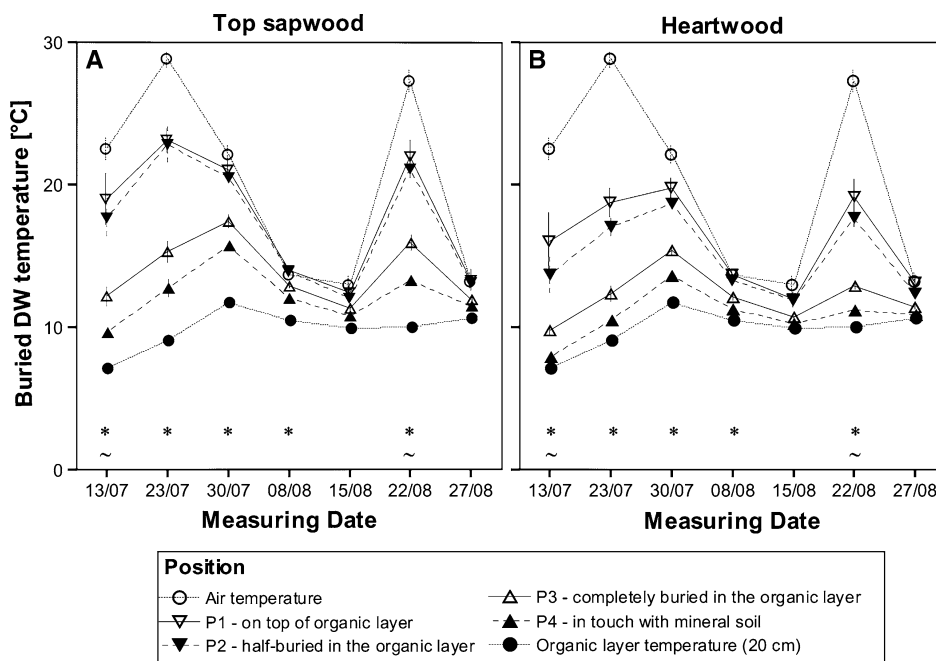 Top sapwood
Heartwood
30
A
B
20
10
0
Buried DW temperature [°C]
* * * * *
~ ~
* * * * *
~ ~
13/07 23/07 30/07 08/08 15/08 22/08 27/08
13/07 23/07 30/07 08/08 15/08 22/08 27/08
Measuring Date
Measuring Date
Position
Air temperature
P1 - on top of organic layer
P2 - half-buried in the organic layer
P3 - completely buried in the organic layer
P4 - in touch with mineral soil
Organic layer temperature (20 cm)